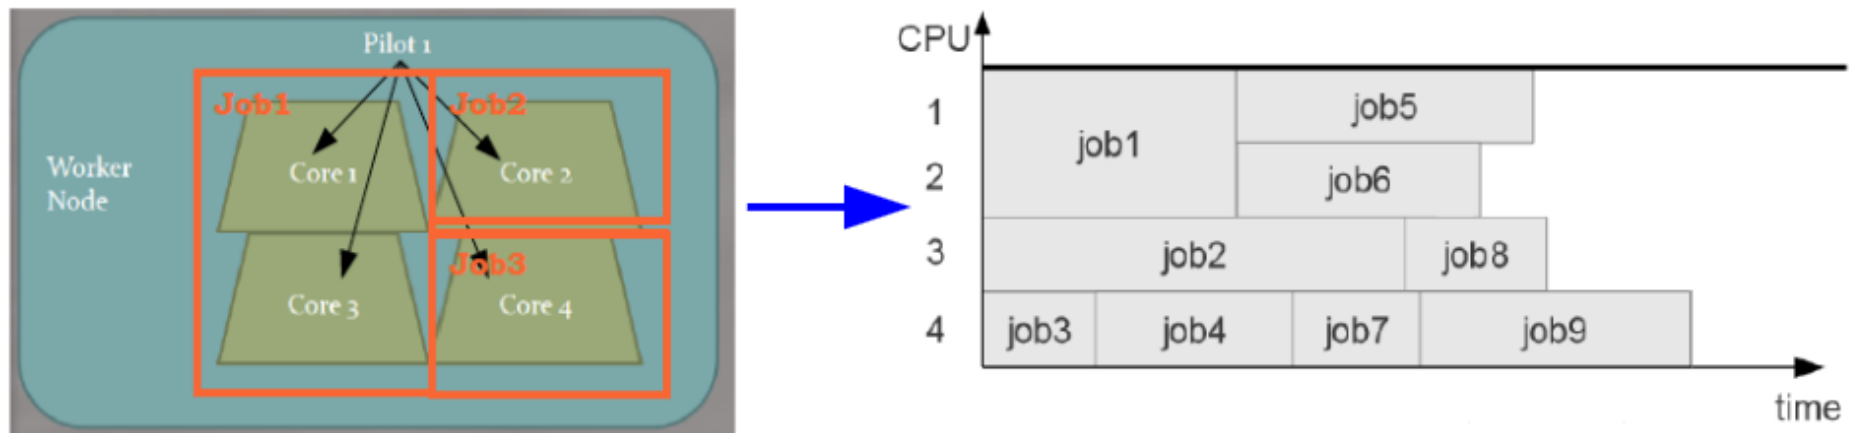 Pilot 1
Job1
Job2
Worker
Node
Core 1
Core 2
Job3
Core 3
Core 4
CPU
1
2
3
4
job1
job5
job6
job2
job8
job3
job4
job7
job9
time